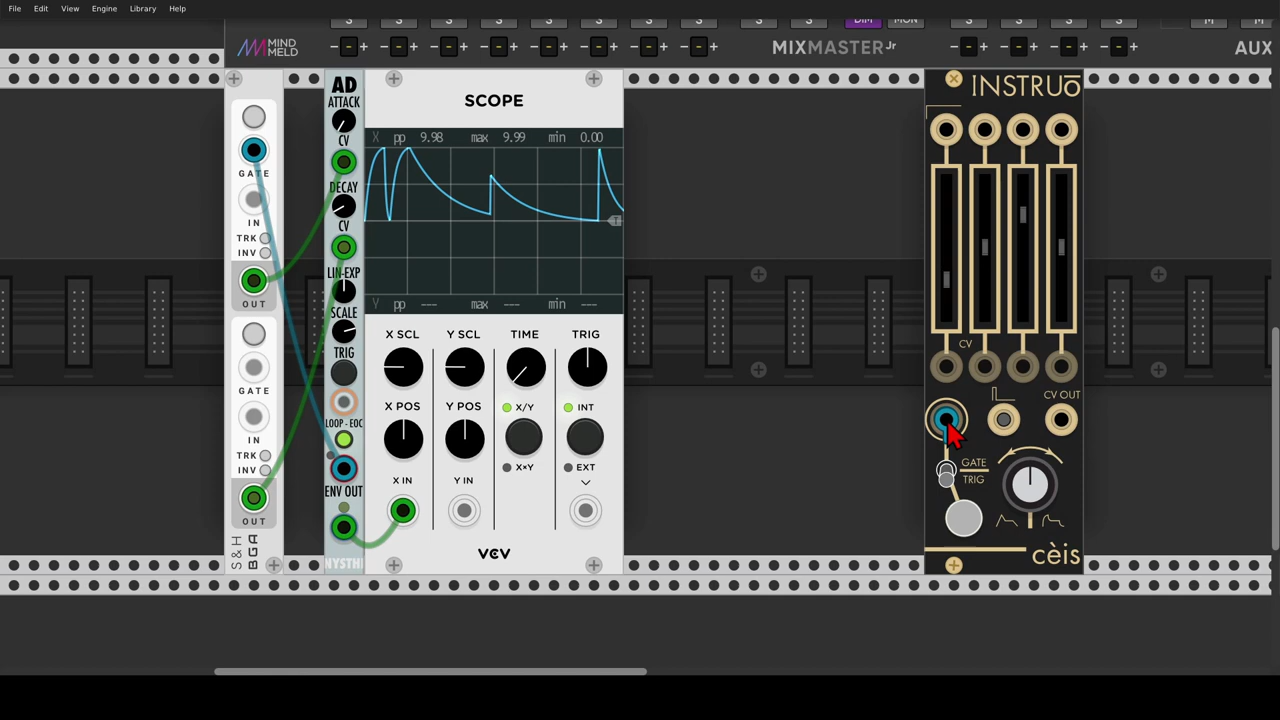 File Edit View Engine Library Help
S S S S S S S S S S DIM MON S S S S M M
MIND MELD
- + - + - + - + - + - + - + - + MIXMASTER Jr - + - + - + - + AUX
AD
ATTACK
CV
DECAY
CV
LIN-EXP
SCALE
TRIG
LOOP - EOC
ENV OUT
GATE
IN
TRK
INV
OUT
GATE
IN
TRK
INV
OUT
S&H
BGA
SCOPE
X pp 9.98 max 9.99 min 0.00
T
Y pp --- max --- min ---
X SCL Y SCL TIME TRIG
X POS Y POS X/Y INT
X×Y EXT
X IN Y IN
VCV
INSTRUō
CV
CV OUT
GATE
TRIG
cèis